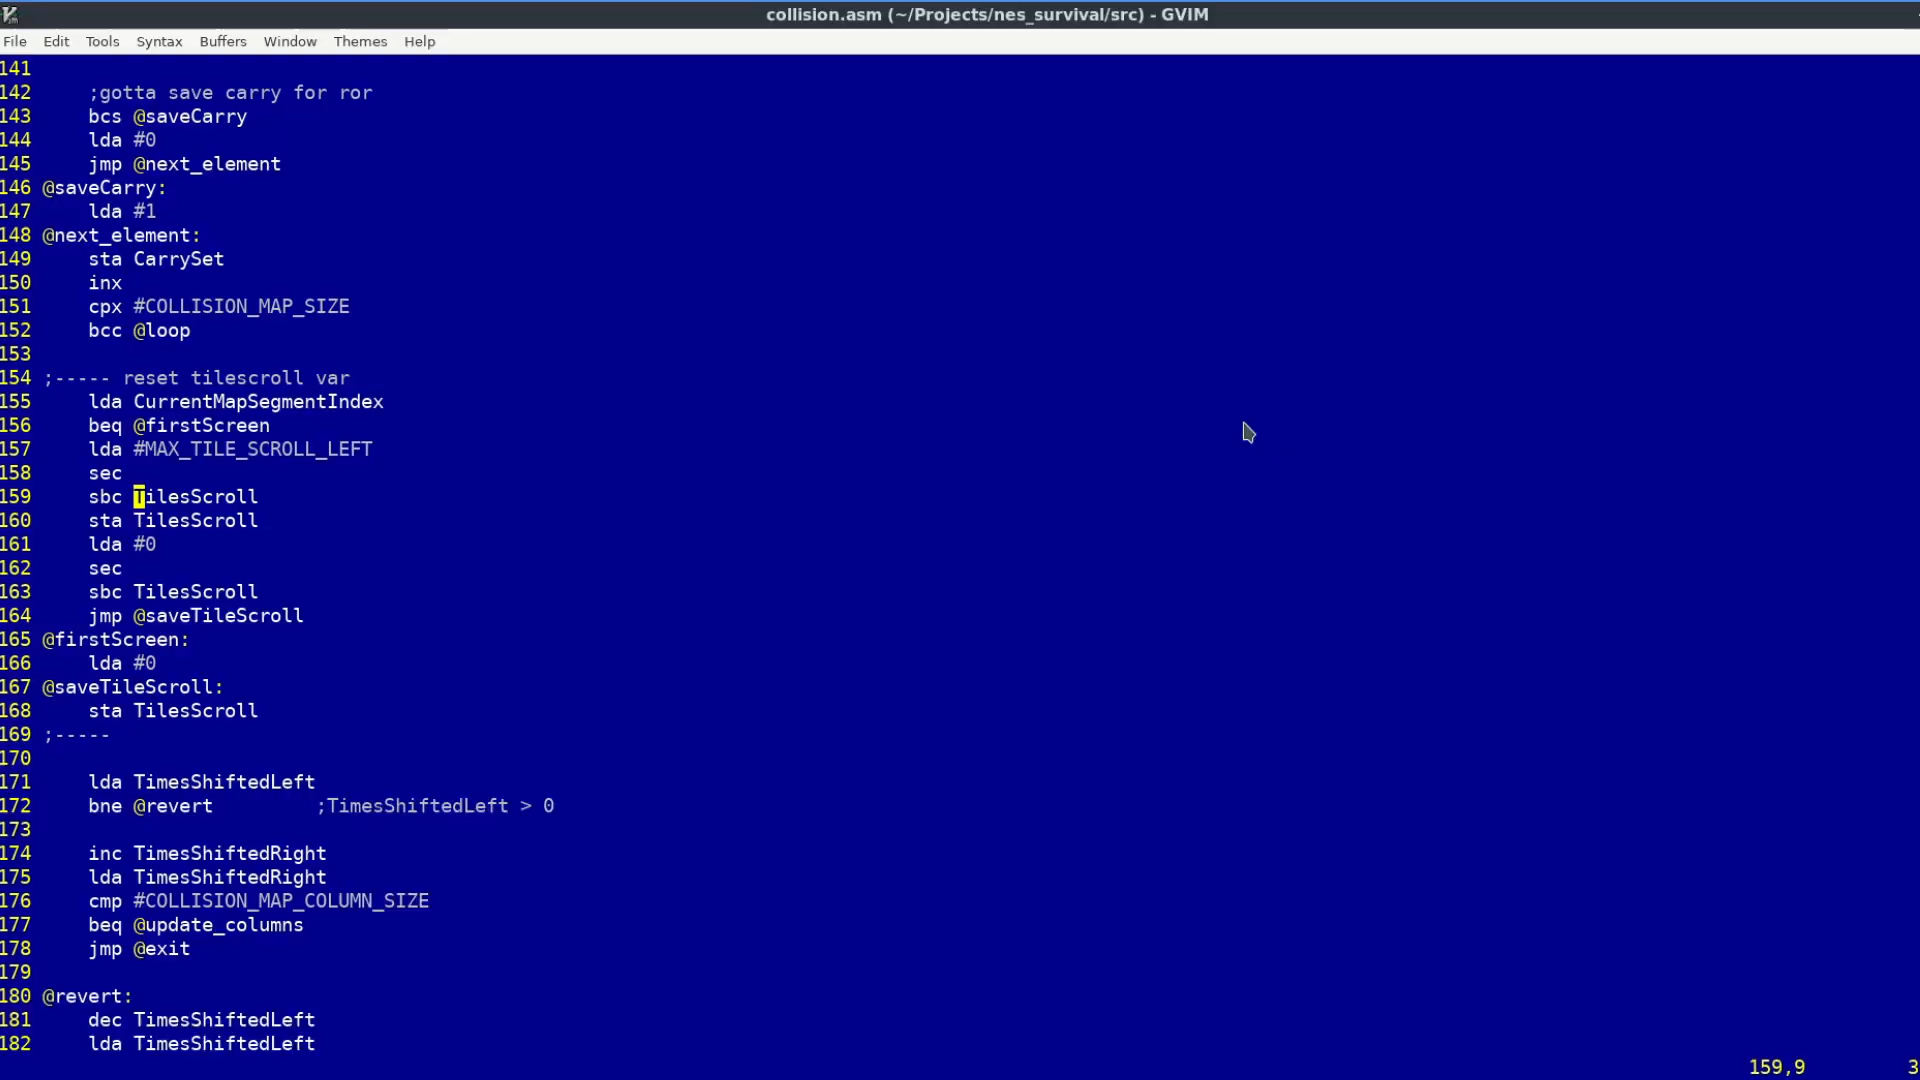 collision.asm (~/Projects/nes_survival/src) - GVIM
File Edit Tools Syntax Buffers Window Themes Help
141
142     ;gotta save carry for ror
143     bcs @saveCarry
144     lda #0
145     jmp @next_element
146 @saveCarry:
147     lda #1
148 @next_element:
149     sta CarrySet
150     inx
151     cpx #COLLISION_MAP_SIZE
152     bcc @loop
153
154 ;----- reset tilescroll var
155     lda CurrentMapSegmentIndex
156     beq @firstScreen
157     lda #MAX_TILE_SCROLL_LEFT
158     sec
159     sbc TilesScroll
160     sta TilesScroll
161     lda #0
162     sec
163     sbc TilesScroll
164     jmp @saveTileScroll
165 @firstScreen:
166     lda #0
167 @saveTileScroll:
168     sta TilesScroll
169 ;-----
170
171     lda TimesShiftedLeft
172     bne @revert         ;TimesShiftedLeft > 0
173
174     inc TimesShiftedRight
175     lda TimesShiftedRight
176     cmp #COLLISION_MAP_COLUMN_SIZE
177     beq @update_columns
178     jmp @exit
179
180 @revert:
181     dec TimesShiftedLeft
182     lda TimesShiftedLeft
159,9 3